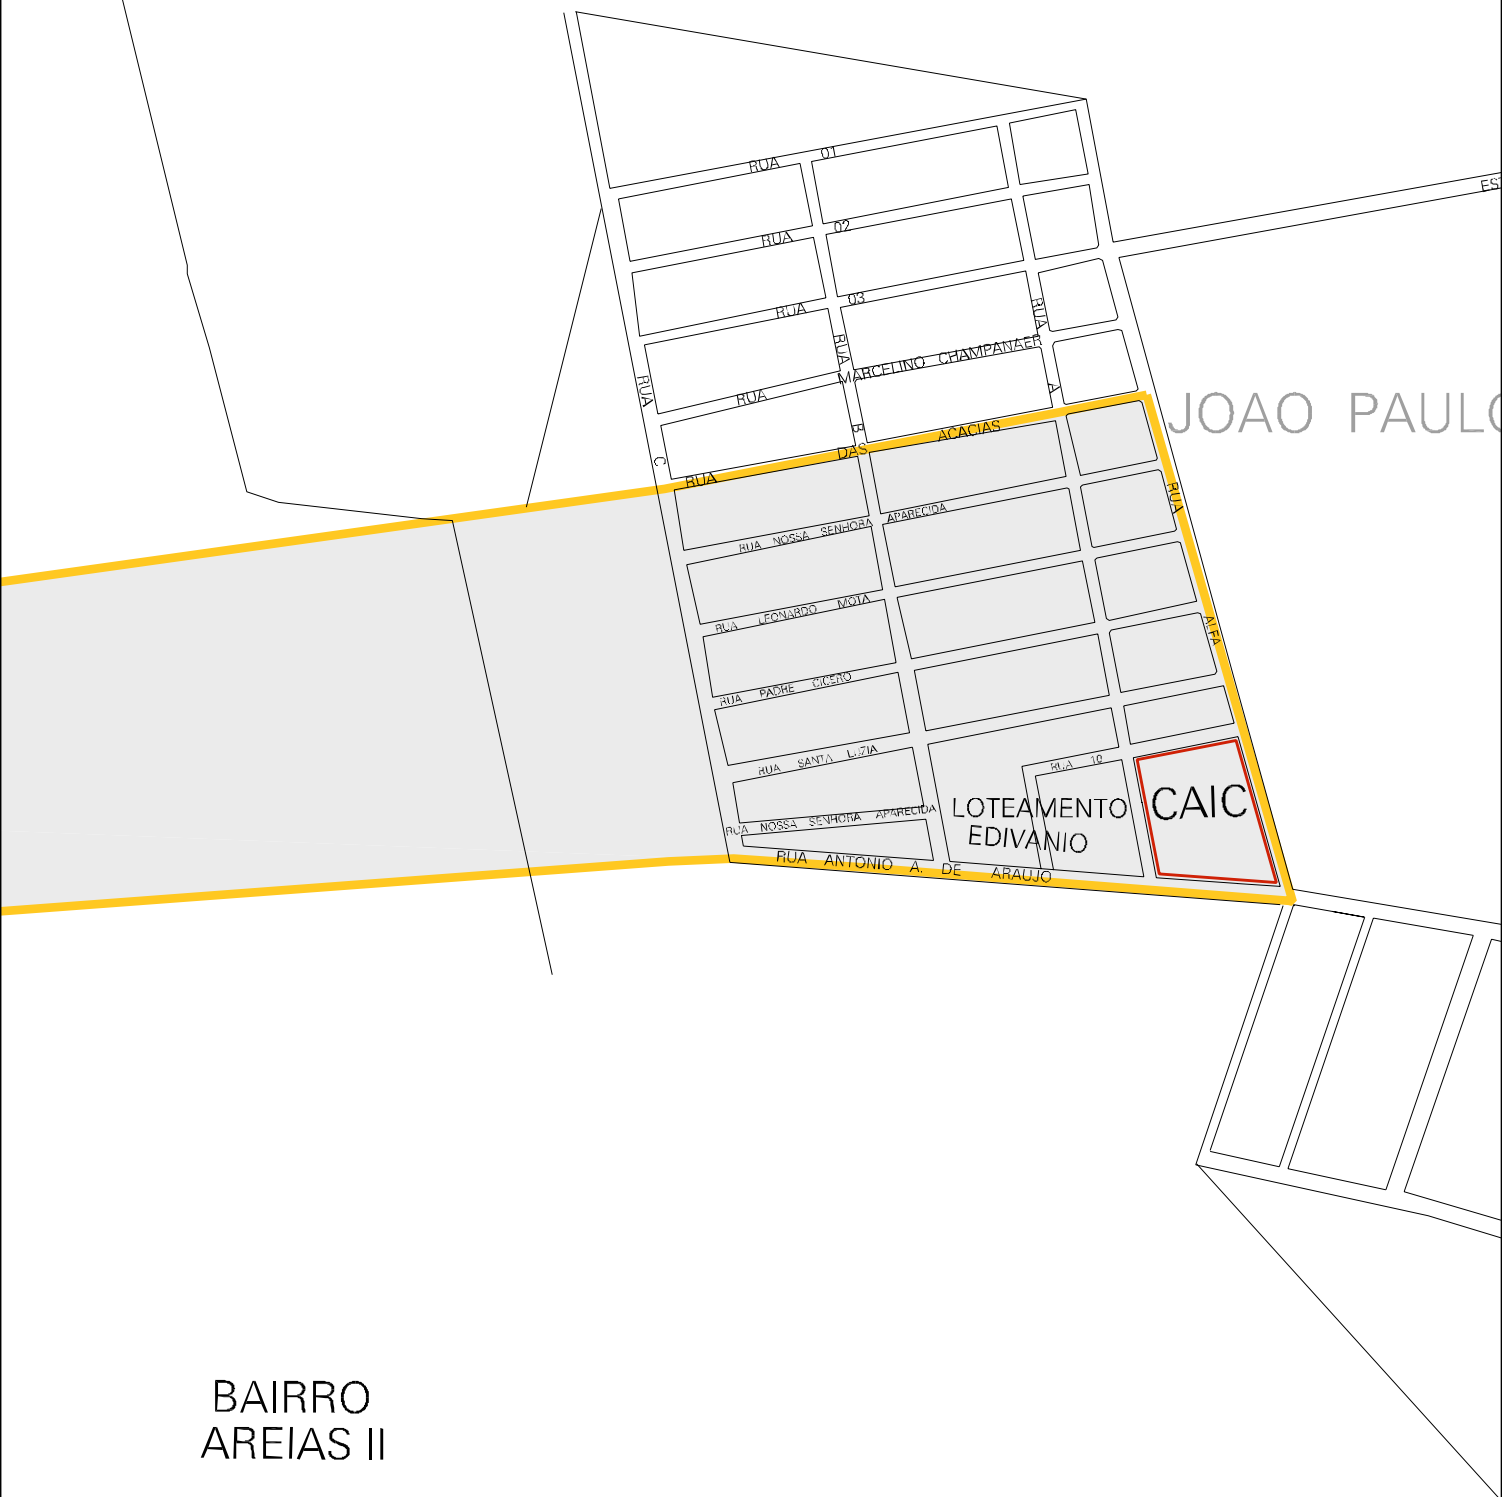 RUA 01
RUA 02
RUA 03
RUA MARCELINO CHAMPANAER
RUA A
RUA B
RUA C
RUA DAS ACACIAS
JOAO PAULO
RUA NOSSA SENHORA APARECIDA
RUA ALFA
RUA LEONARDO MOTA
RUA PADRE CICERO
RUA SANTA LUZIA
RUA 10
RUA NOSSA SENHORA APARECIDA
LOTEAMENTO
EDIVANIO
CAIC
RUA ANTONIO A. DE ARAUJO
BAIRRO
AREIAS II